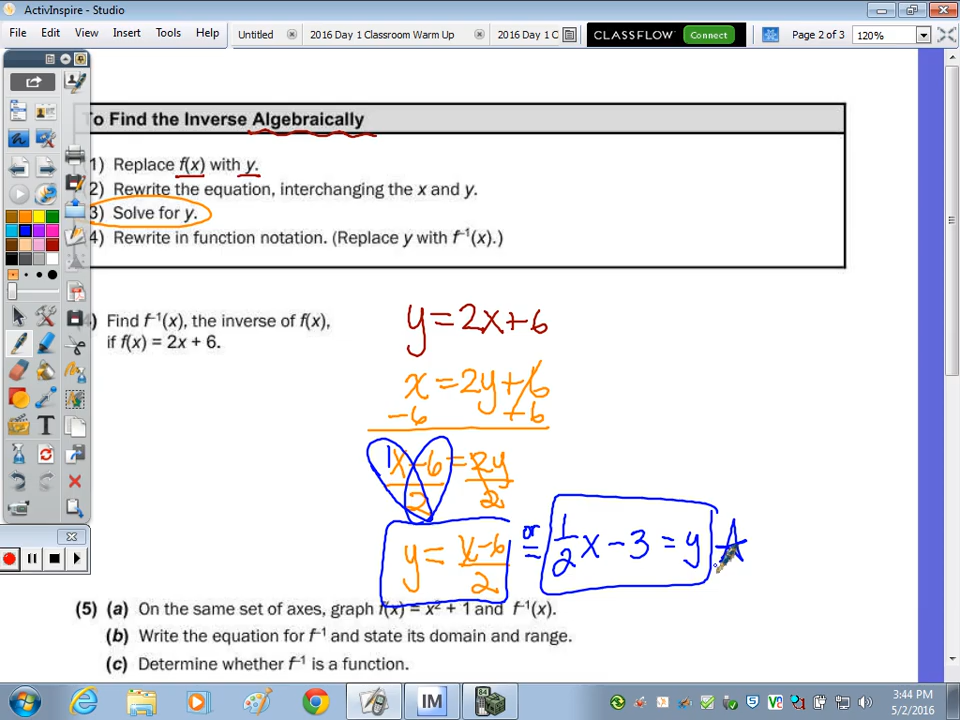 ActivInspire - Studio
File Edit View Insert Tools Help Untitled 2016 Day 1 Classroom Warm Up 2016 Day 1 C CLASSFLOW Connect Page 2 of 3 120%
To Find the Inverse Algebraically
1) Replace f(x) with y.
2) Rewrite the equation, interchanging the x and y.
3) Solve for y.
4) Rewrite in function notation. (Replace y with f⁻¹(x).)
) Find f⁻¹(x), the inverse of f(x),
if f(x) = 2x + 6.
y = 2x + 6
x = 2y + 6
-6 -6
1x - 6 = 2y
2 2
y = x - 6 or 1/2 x - 3 = y A
2
(5) (a) On the same set of axes, graph f(x) = x² + 1 and f⁻¹(x).
(b) Write the equation for f⁻¹ and state its domain and range.
(c) Determine whether f⁻¹ is a function.
IM 84 3:44 PM
5/2/2016